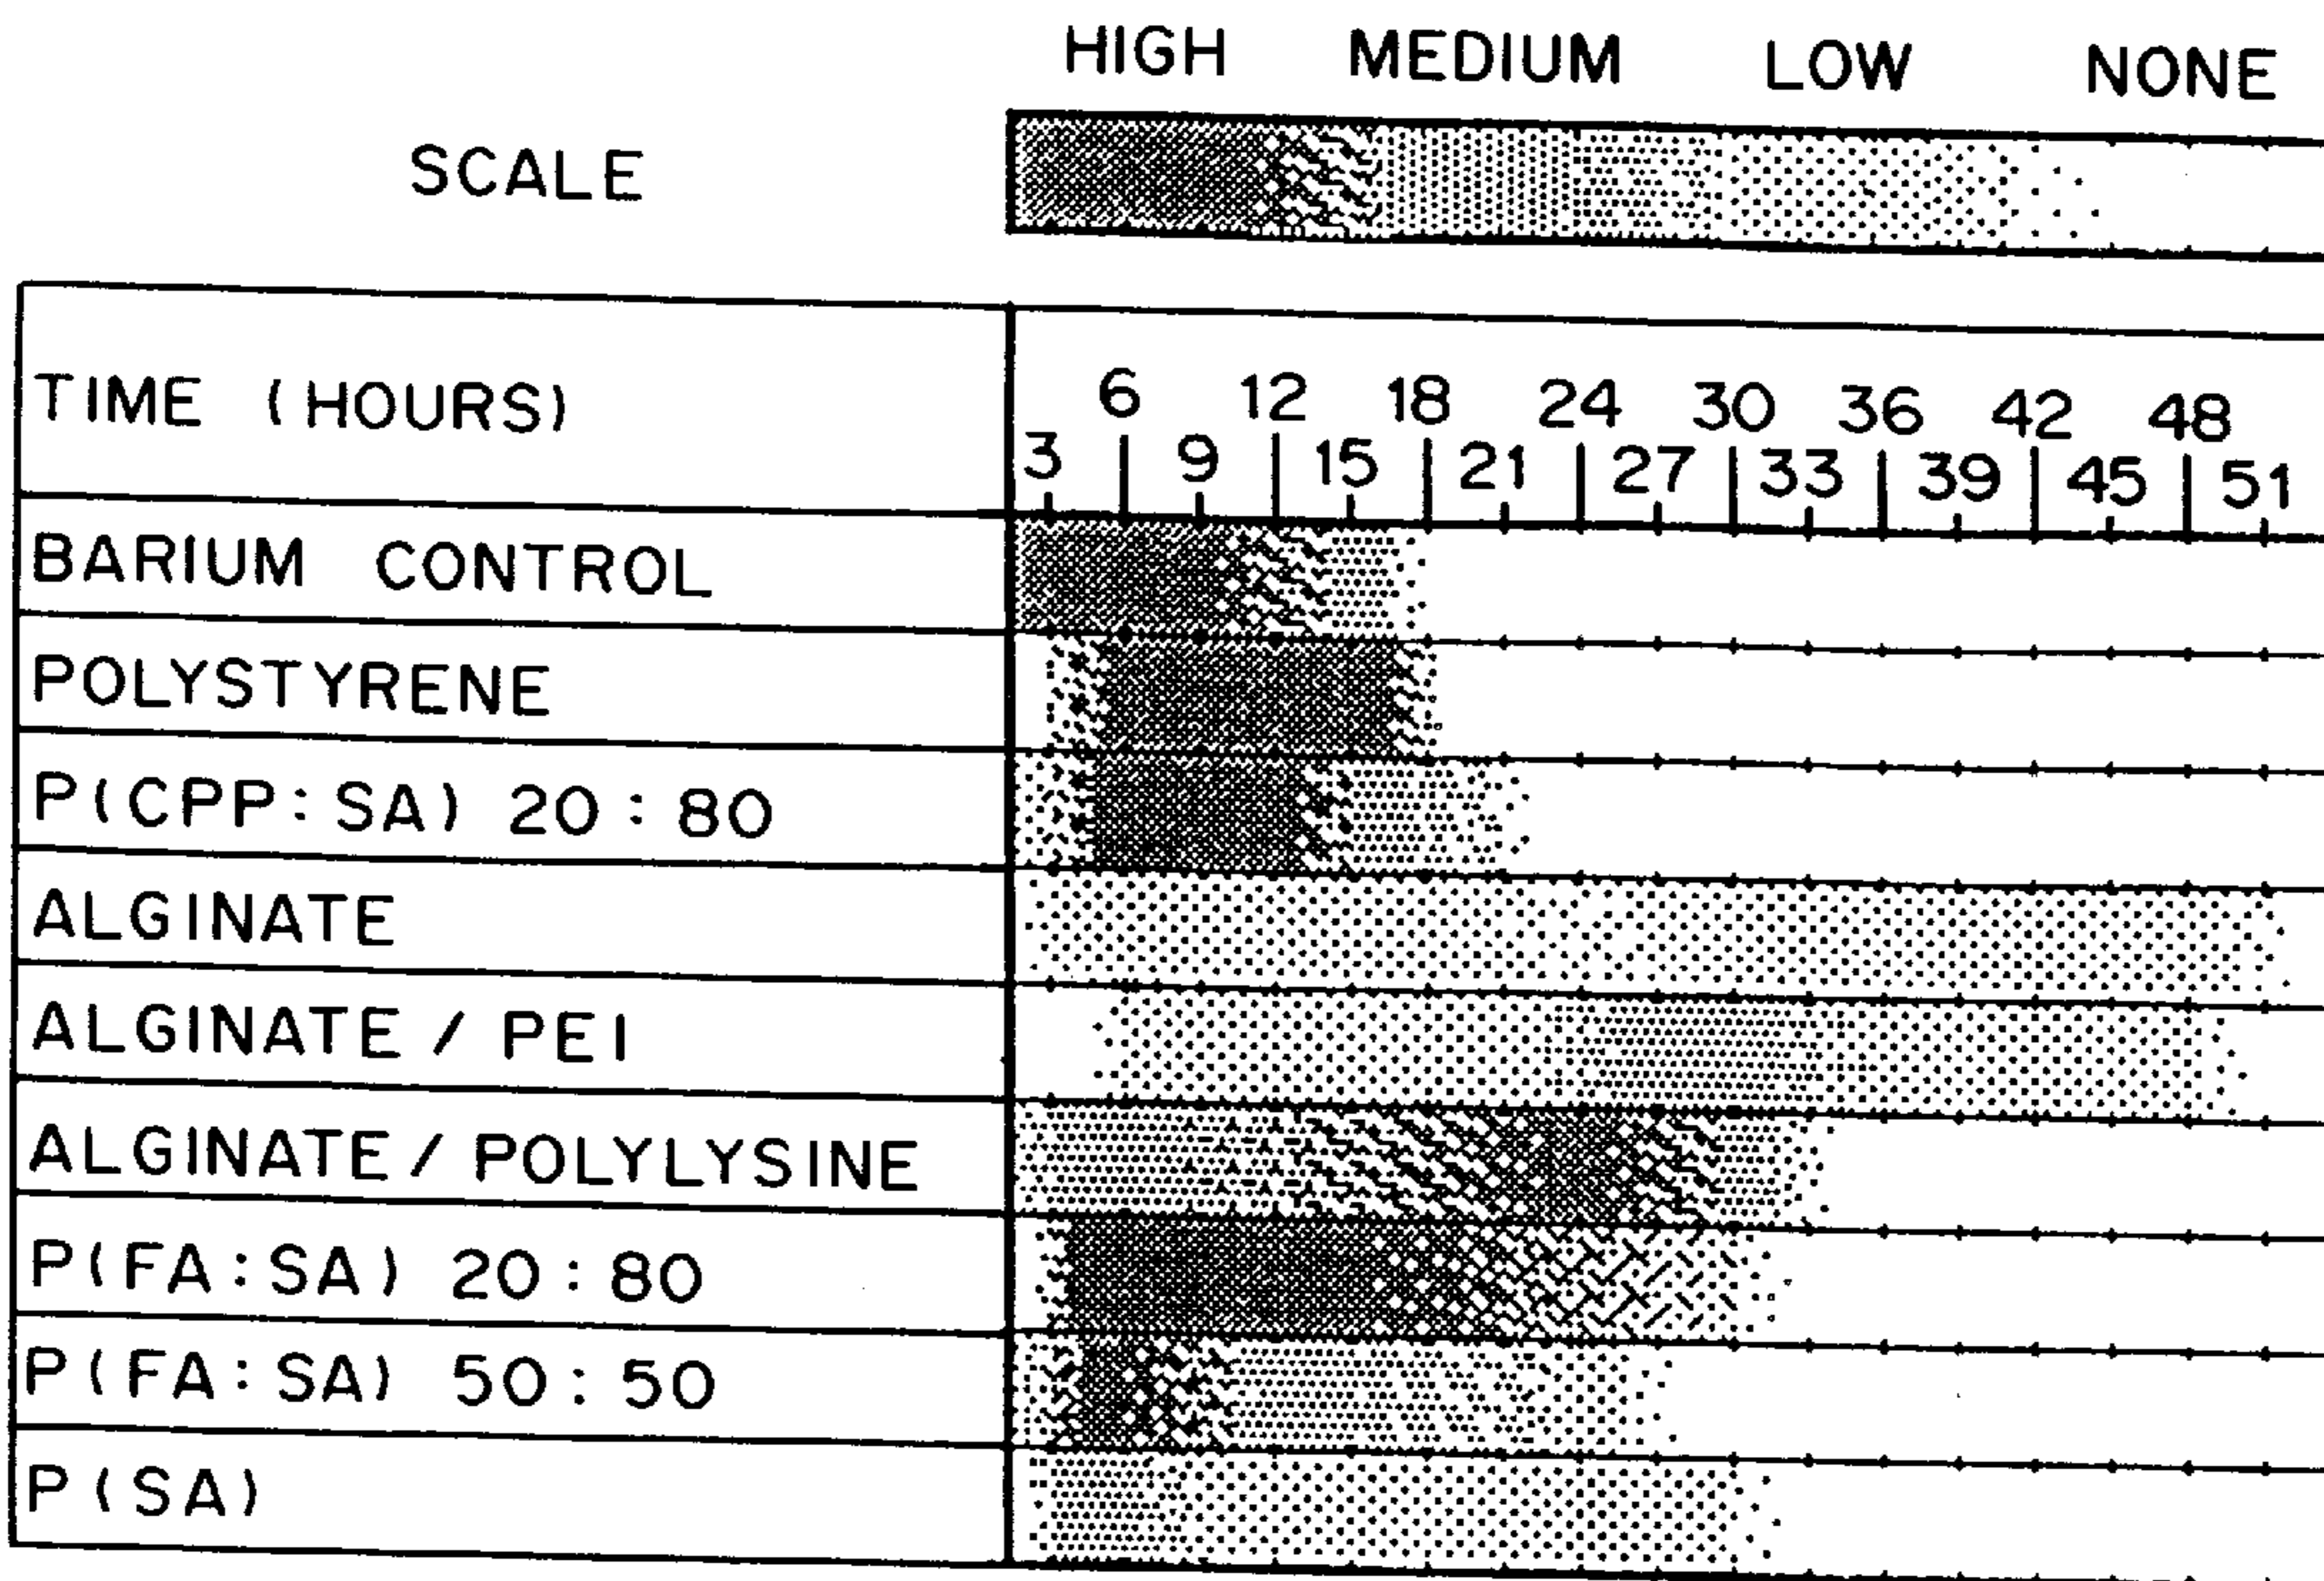 HIGH MEDIUM LOW NONE
SCALE
TIME (HOURS)
6 12 18 24 30 36 42 48
3 9 15 21 27 33 39 45 51
BARIUM CONTROL
POLYSTYRENE
P(CPP:SA) 20:80
ALGINATE
ALGINATE / PEI
ALGINATE / POLYLYSINE
P(FA:SA) 20:80
P(FA:SA) 50:50
P(SA)